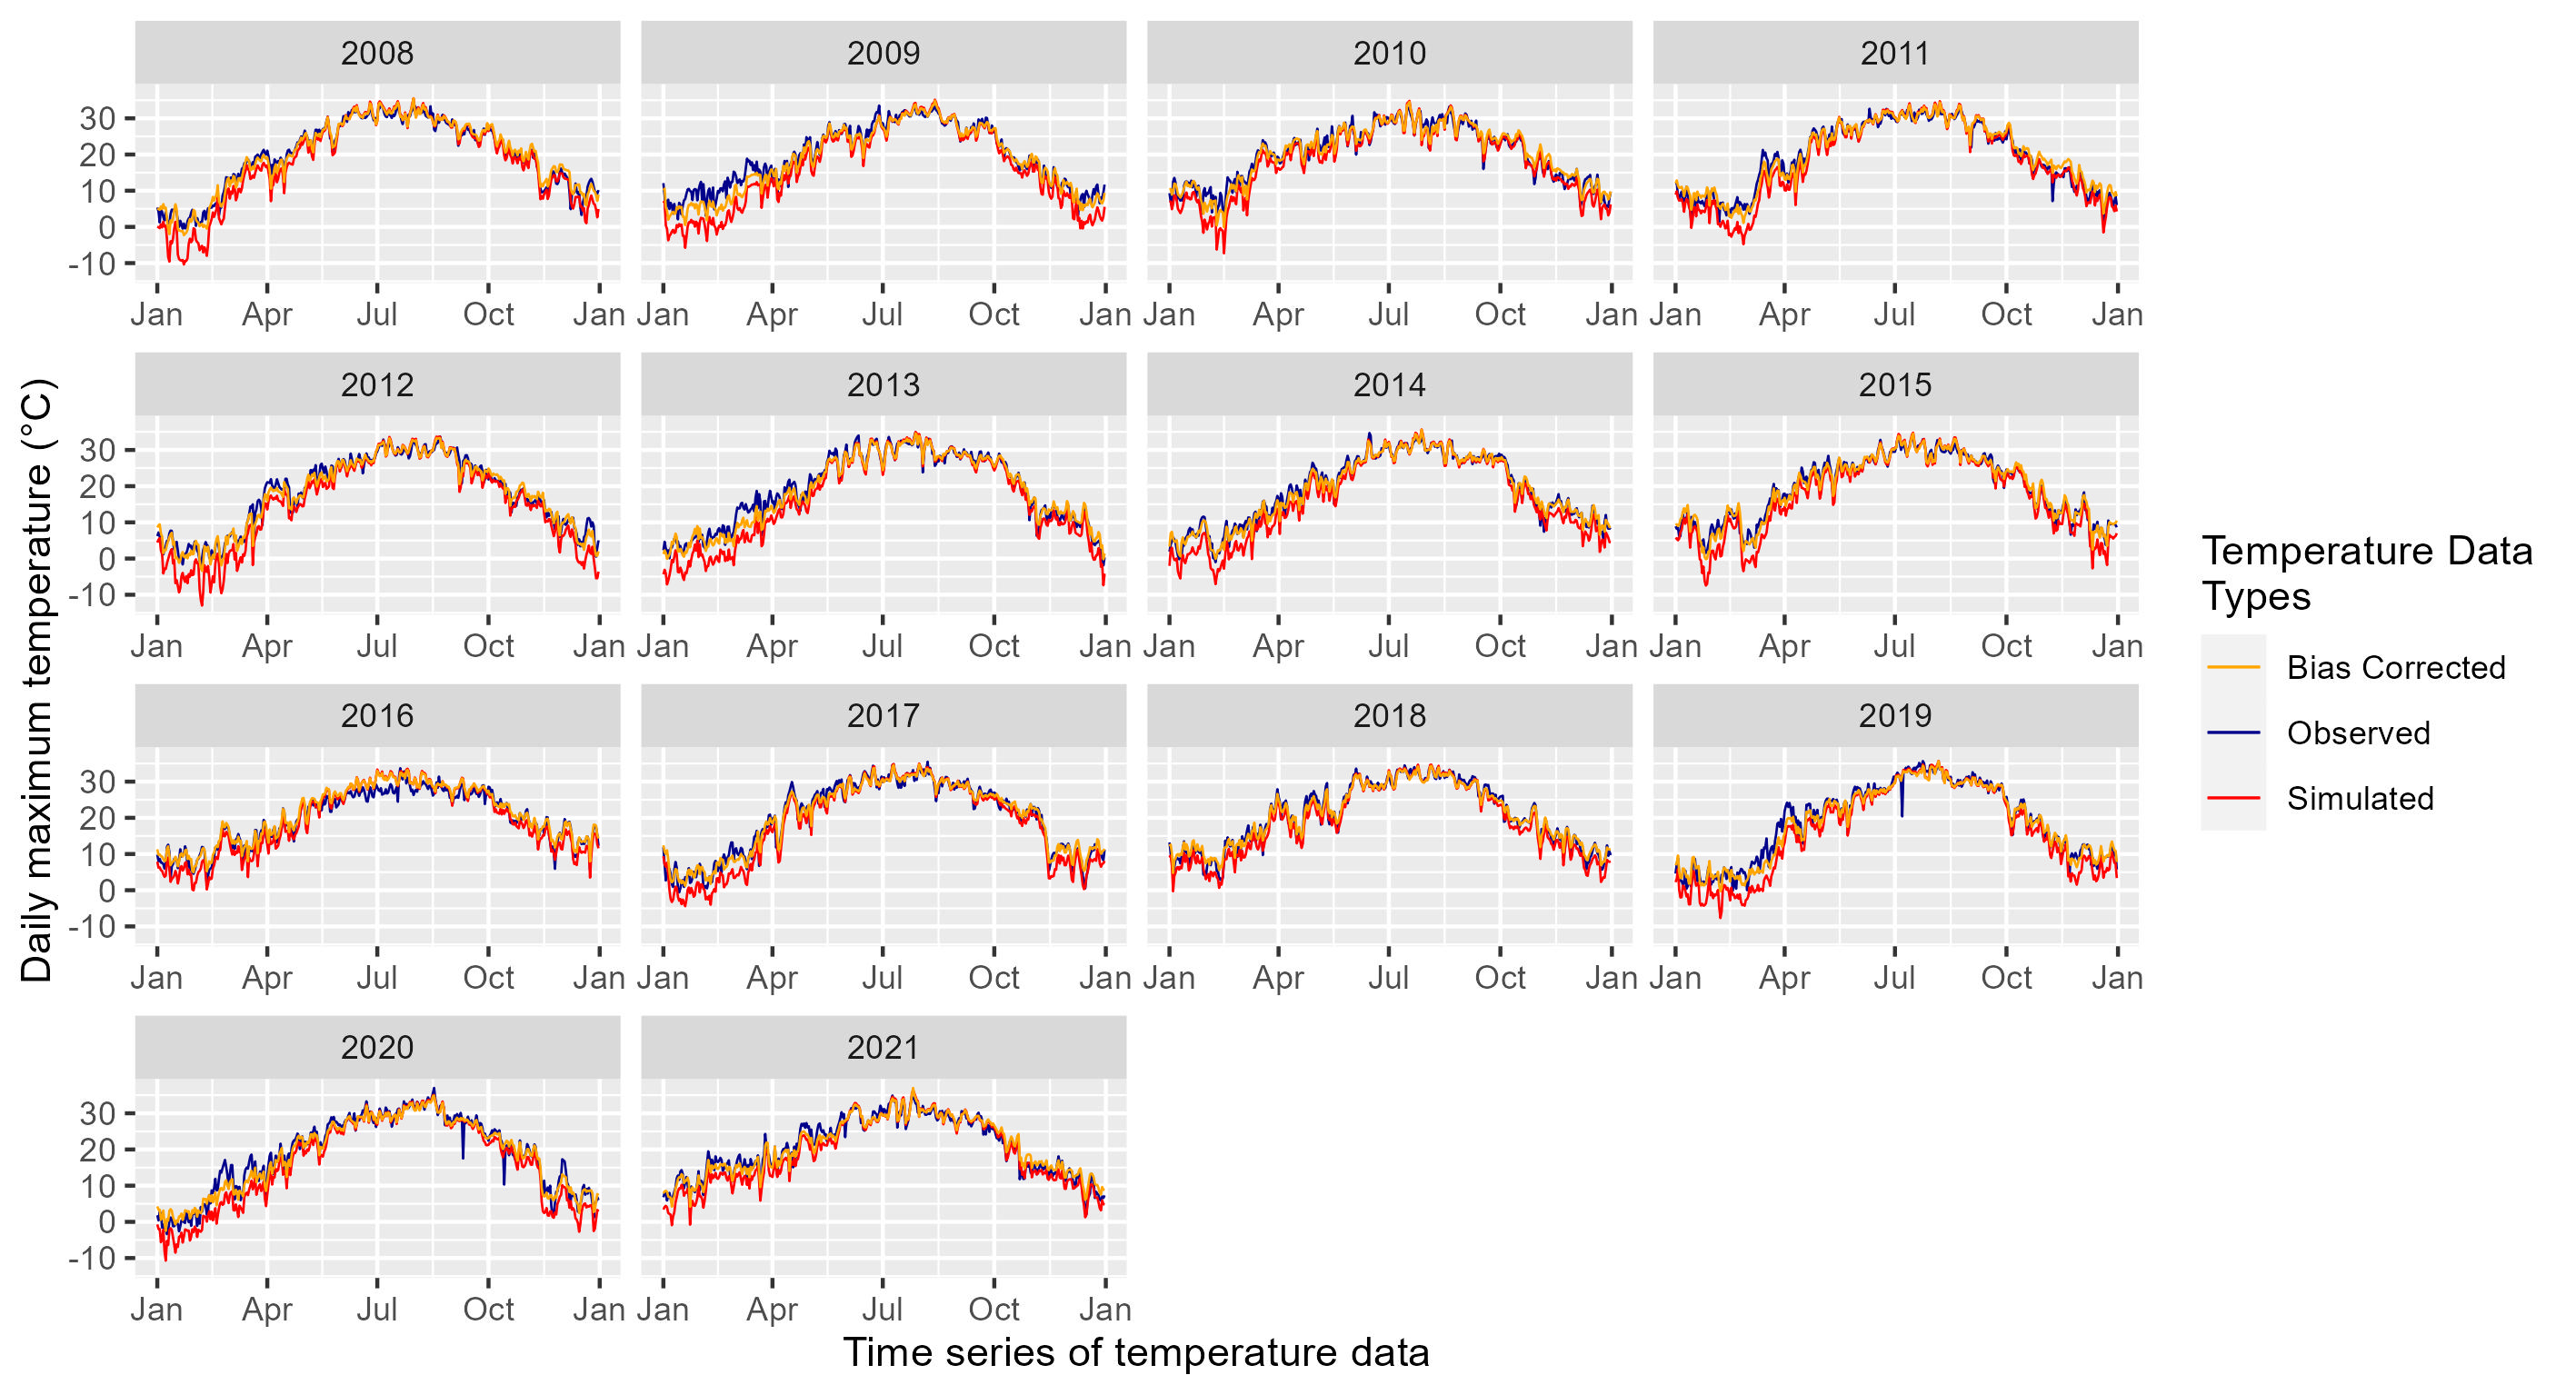 2008 2009 2010 2011
30
20
10
0
-10
Jan Apr Jul Oct Jan Jan Apr Jul Oct Jan Jan Apr Jul Oct Jan Jan Apr Jul Oct Jan
2012 2013 2014 2015
30
20
10
0
-10
Jan Apr Jul Oct Jan Jan Apr Jul Oct Jan Jan Apr Jul Oct Jan Jan Apr Jul Oct Jan
2016 2017 2018 2019
30
20
10
0
-10
Jan Apr Jul Oct Jan Jan Apr Jul Oct Jan Jan Apr Jul Oct Jan Jan Apr Jul Oct Jan
2020 2021
30
20
10
0
-10
Jan Apr Jul Oct Jan Jan Apr Jul Oct Jan
Daily maximum temperature (°C)
Time series of temperature data
Temperature Data
Types
Bias Corrected
Observed
Simulated